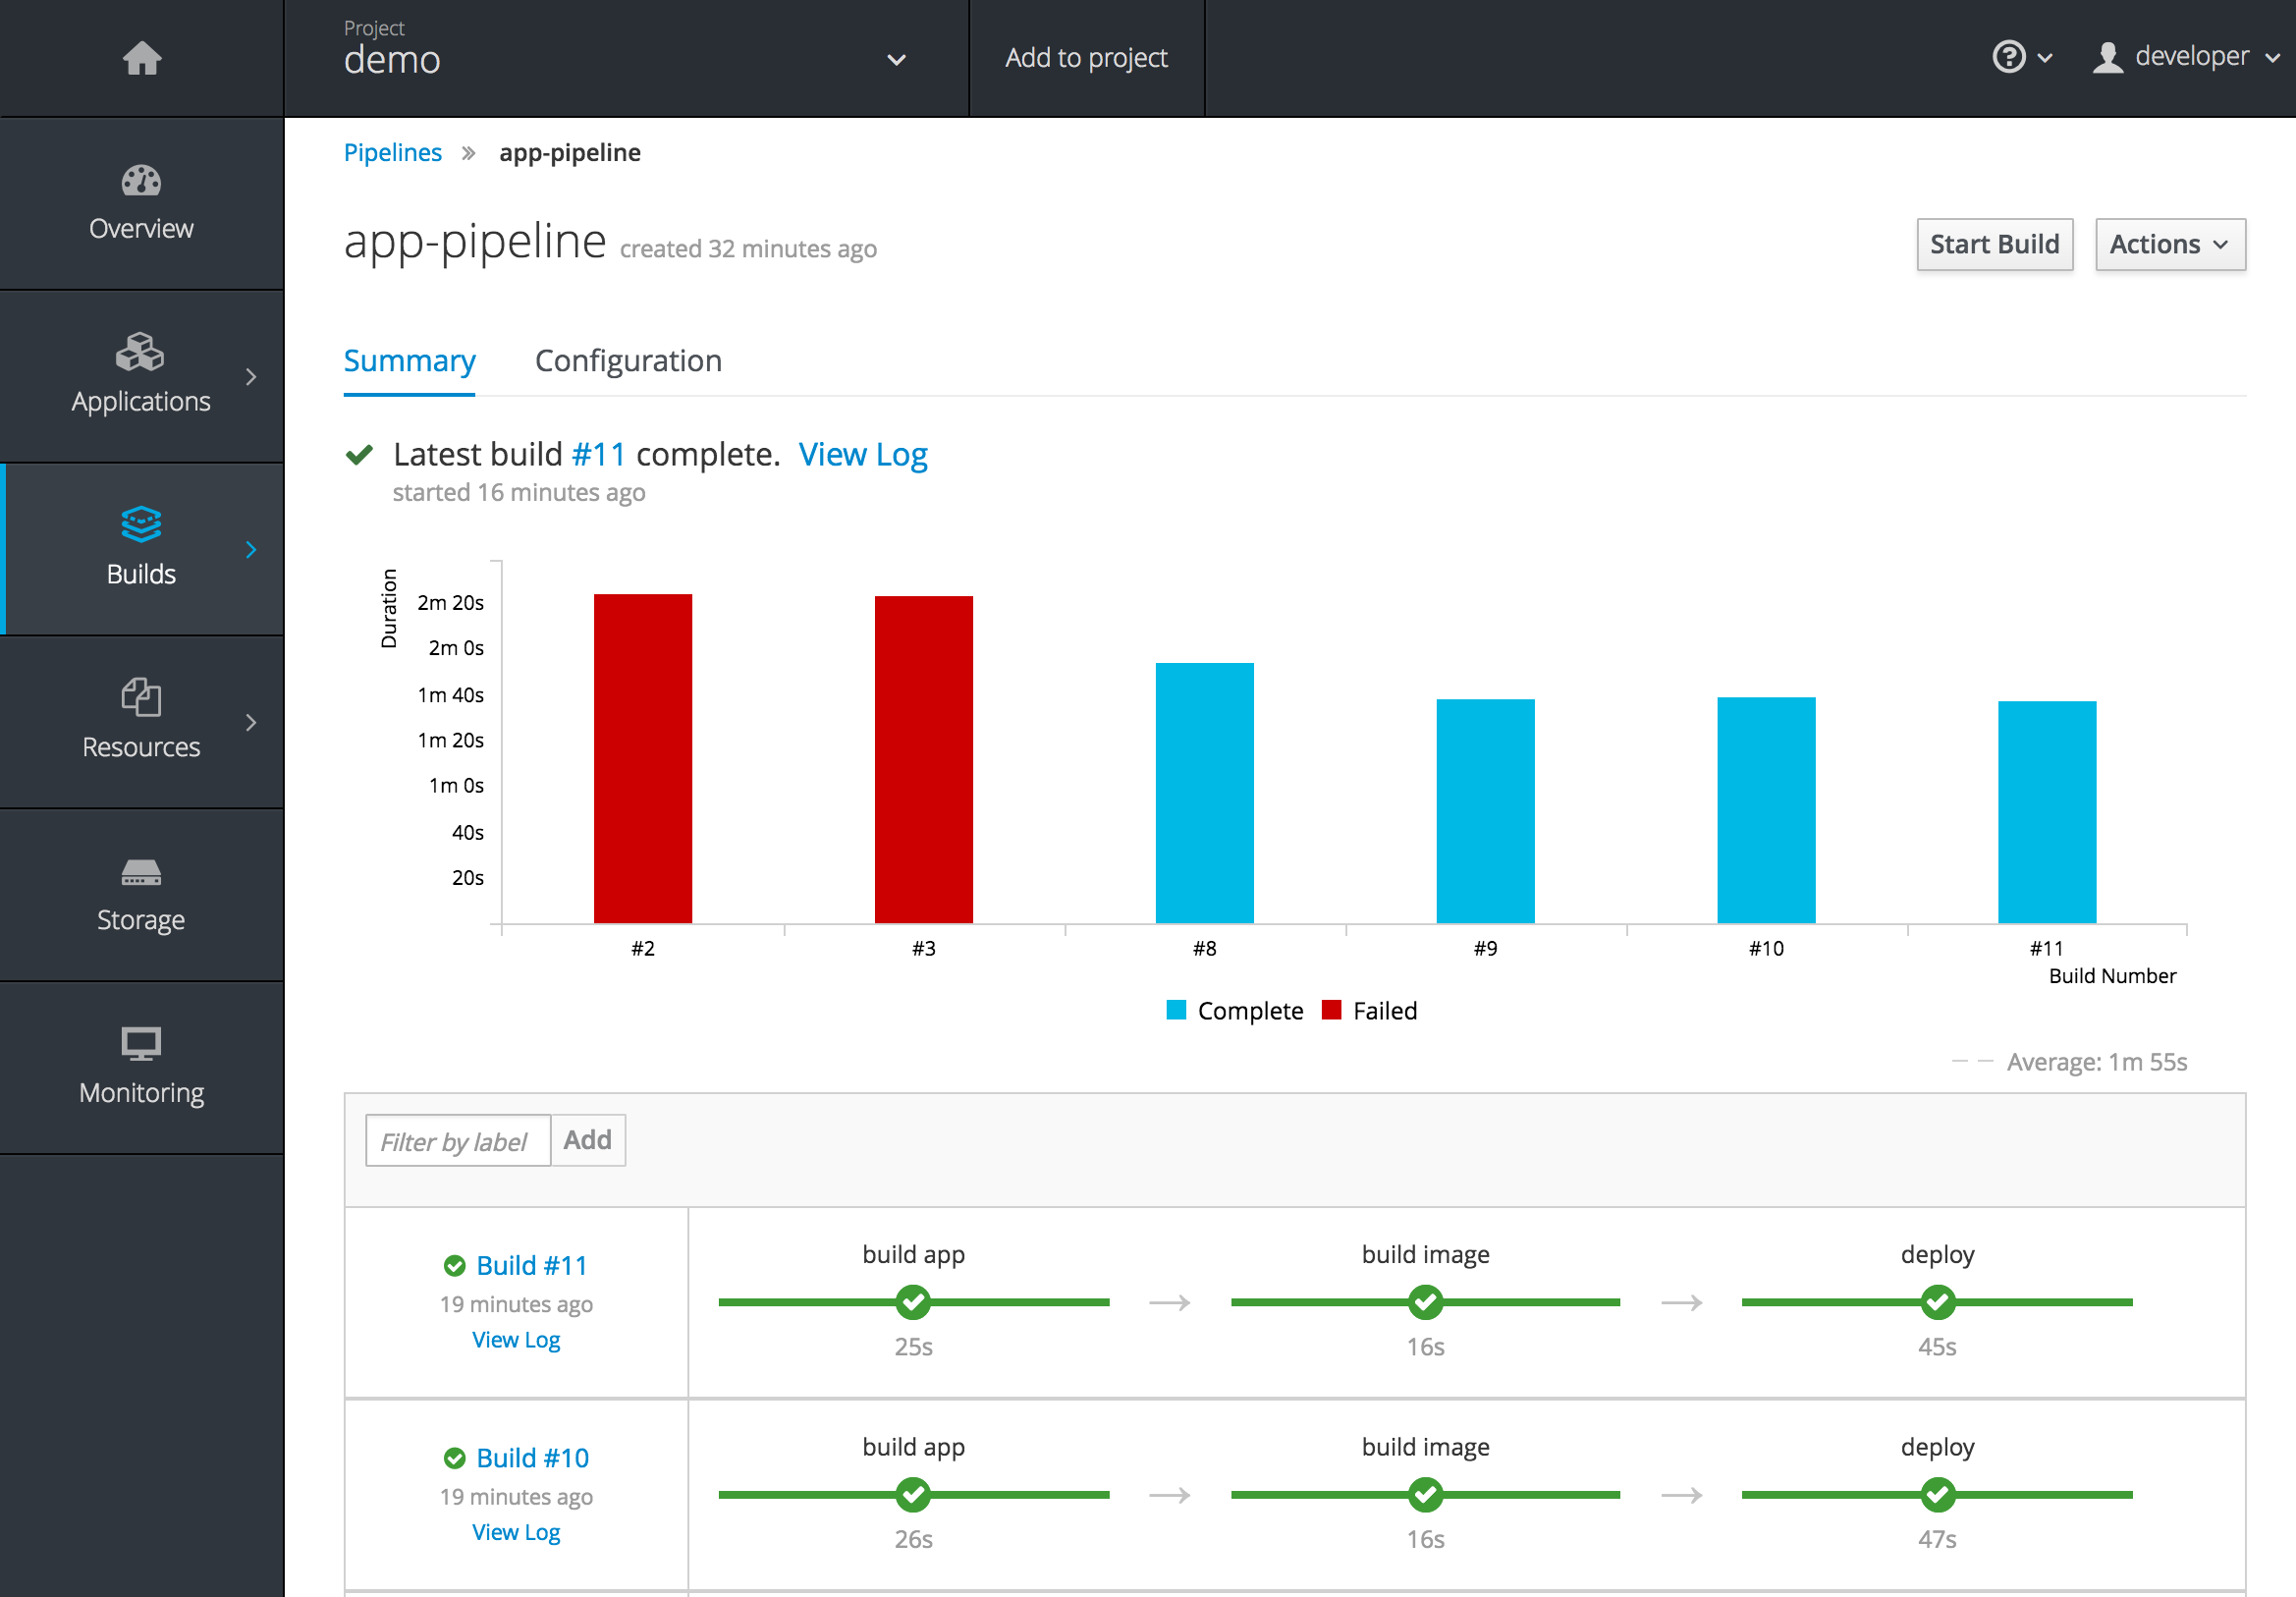 Project
demo
Add to project
developer
Overview
Applications
Builds
Resources
Storage
Monitoring
Pipelines » app-pipeline
app-pipeline created 32 minutes ago
Start Build
Actions
Summary
Configuration
Latest build #11 complete. View Log
started 16 minutes ago
Duration
2m 20s
2m 0s
1m 40s
1m 20s
1m 0s
40s
20s
#2
#3
#8
#9
#10
#11
Build Number
Complete
Failed
Average: 1m 55s
Filter by label
Add
Build #11
19 minutes ago
View Log
build app
25s
build image
16s
deploy
45s
Build #10
19 minutes ago
View Log
build app
26s
build image
16s
deploy
47s